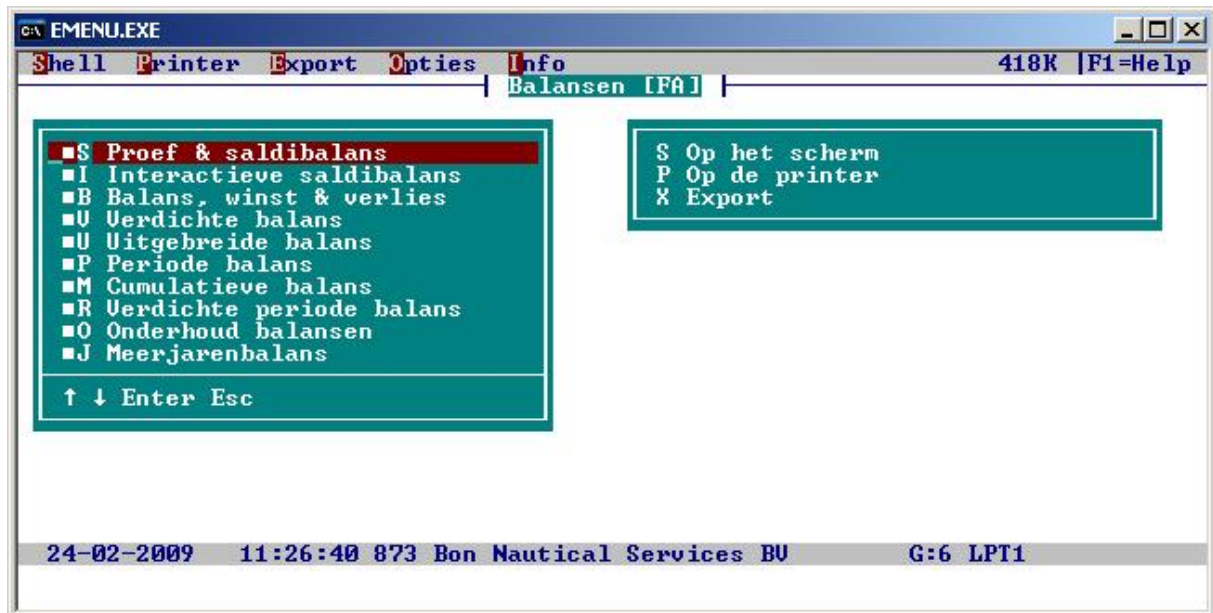 EMENU.EXE
Shell Printer Export Opties Info 418K |F1=Help
Balansen [FA]
S Proef & saldibalans
I Interactieve saldibalans
B Balans, winst & verlies
V Verdichte balans
U Uitgebreide balans
P Periode balans
M Cumulatieve balans
R Verdichte periode balans
O Onderhoud balansen
J Meerjarenbalans
↑ ↓ Enter Esc
S Op het scherm
P Op de printer
X Export
24-02-2009 11:26:40 873 Bon Nautical Services BV G:6 LPT1